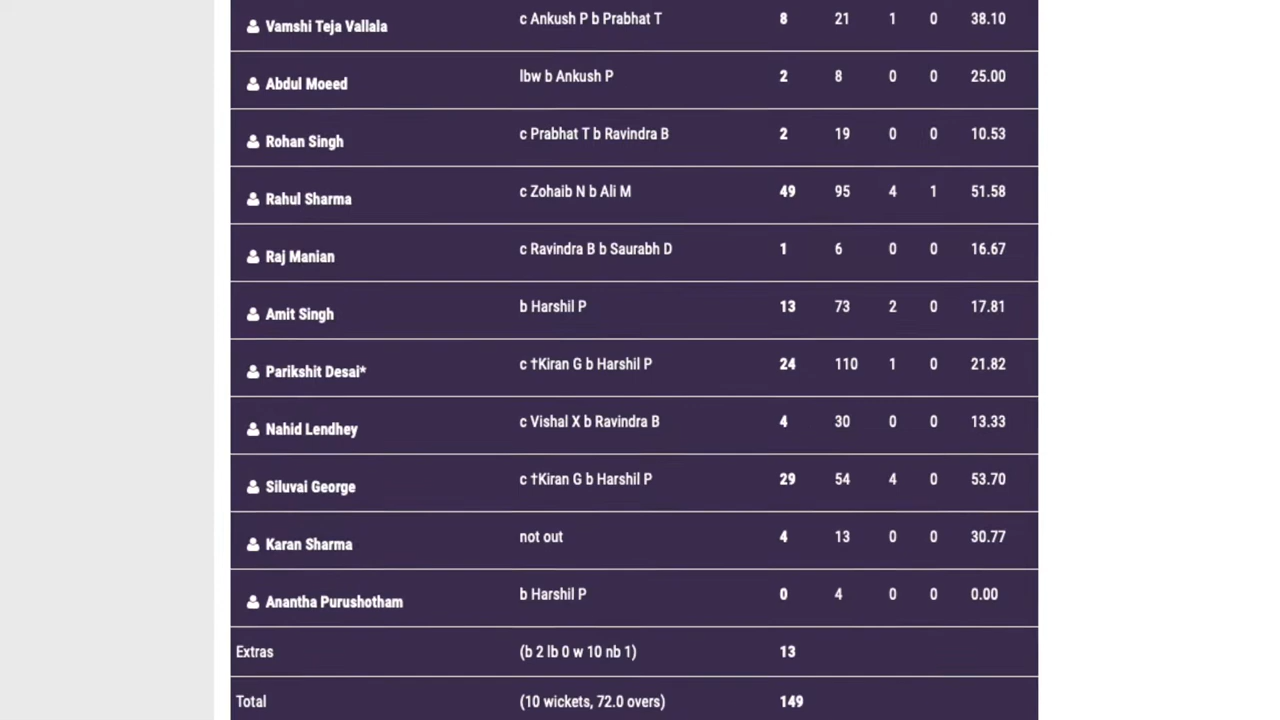 Vamshi Teja Vallala c Ankush P b Prabhat T 8 21 1 0 38.10
Abdul Moeed lbw b Ankush P 2 8 0 0 25.00
Rohan Singh c Prabhat T b Ravindra B 2 19 0 0 10.53
Rahul Sharma c Zohaib N b Ali M 49 95 4 1 51.58
Raj Manian c Ravindra B b Saurabh D 1 6 0 0 16.67
Amit Singh b Harshil P 13 73 2 0 17.81
Parikshit Desai* c †Kiran G b Harshil P 24 110 1 0 21.82
Nahid Lendhey c Vishal X b Ravindra B 4 30 0 0 13.33
Siluvai George c †Kiran G b Harshil P 29 54 4 0 53.70
Karan Sharma not out 4 13 0 0 30.77
Anantha Purushotham b Harshil P 0 4 0 0 0.00
Extras (b 2 lb 0 w 10 nb 1) 13
Total (10 wickets, 72.0 overs) 149